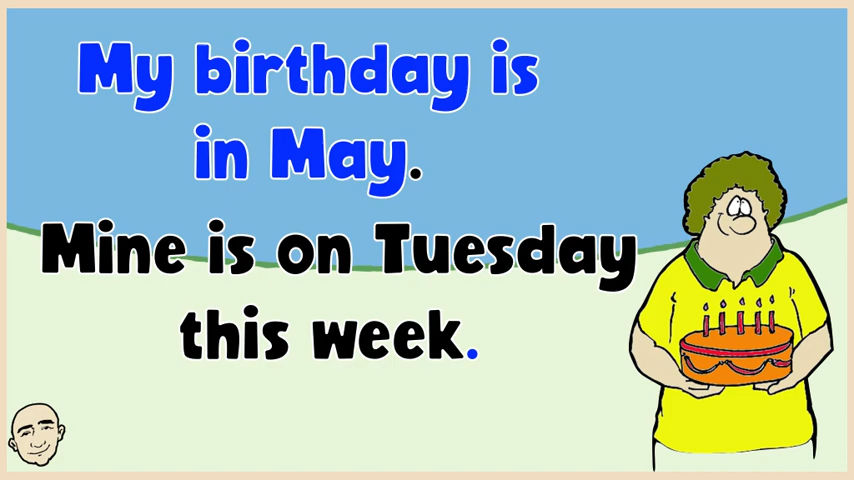 My birthday is
in May.
Mine is on Tuesday
this week.